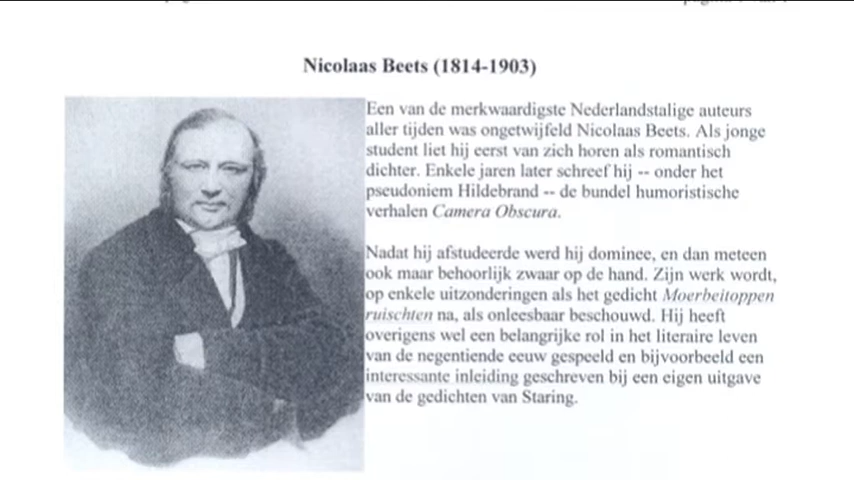 Nicolaas Beets (1814-1903)
Een van de merkwaardigste Nederlandstalige auteurs
aller tijden was ongetwijfeld Nicolaas Beets. Als jonge
student liet hij eerst van zich horen als romantisch
dichter. Enkele jaren later schreef hij -- onder het
pseudoniem Hildebrand -- de bundel humoristische
verhalen Camera Obscura.
Nadat hij afstudeerde werd hij dominee, en dan meteen
ook maar behoorlijk zwaar op de hand. Zijn werk wordt,
op enkele uitzonderingen als het gedicht Moerbeitoppen
ruischten na, als onleesbaar beschouwd. Hij heeft
overigens wel een belangrijke rol in het literaire leven
van de negentiende eeuw gespeeld en bijvoorbeeld een
interessante inleiding geschreven bij een eigen uitgave
van de gedichten van Staring.